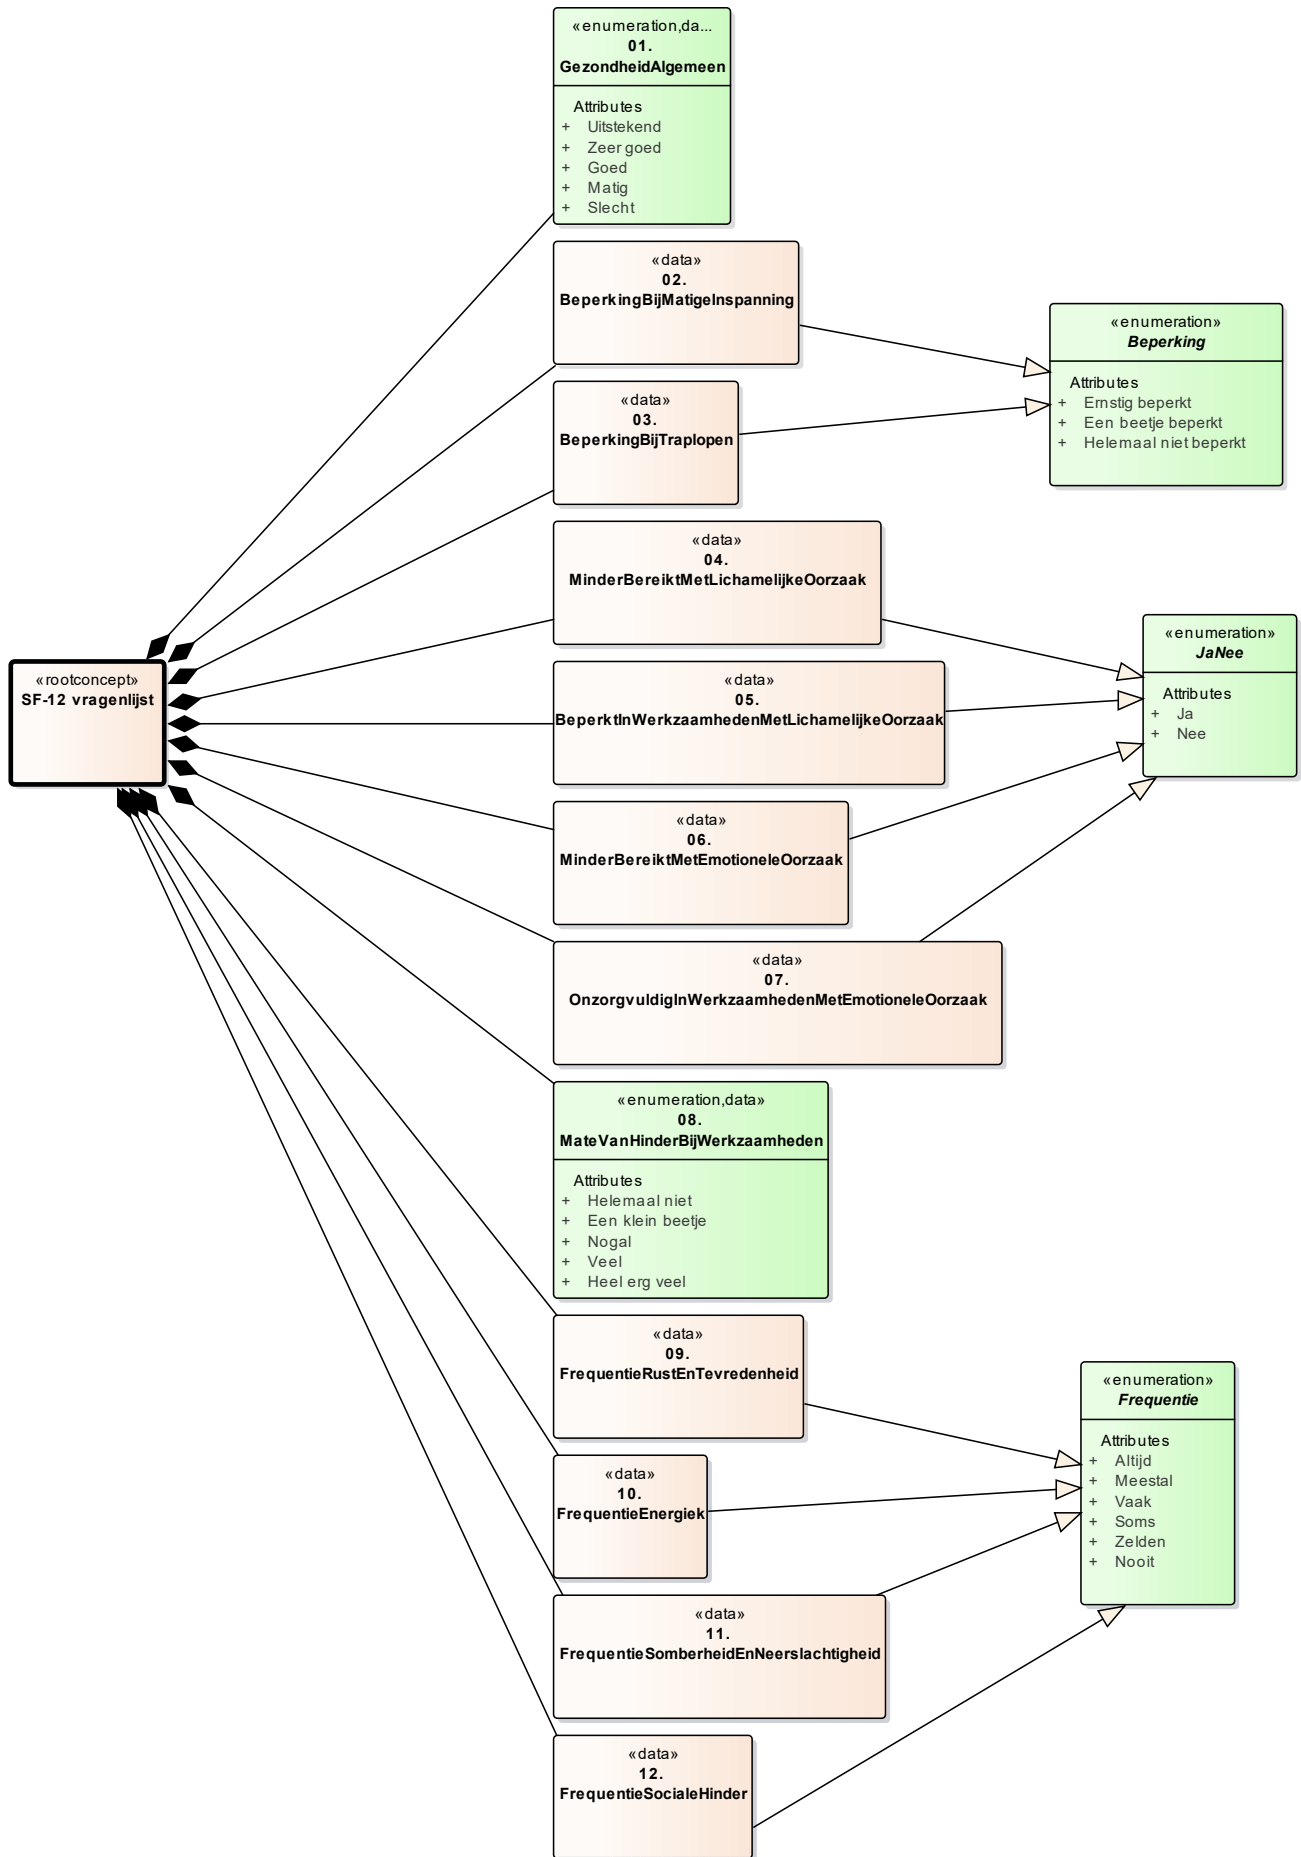 «enumeration,da...
01.
GezondheidAlgemeen
Attributes
+ Uitstekend
+ Zeer goed
+ Goed
+ Matig
+ Slecht
«data»
02.
BeperkingBijMatigeInspanning
«enumeration»
Beperking
Attributes
+ Ernstig beperkt
+ Een beetje beperkt
+ Helemaal niet beperkt
«data»
03.
BeperkingBijTraplopen
«data»
04.
MinderBereiktMetLichamelijkeOorzaak
«enumeration»
JaNee
Attributes
+ Ja
+ Nee
«rootconcept»
SF-12 vragenlijst
«data»
05.
BeperktInWerkzaamhedenMetLichamelijkeOorzaak
«data»
06.
MinderBereiktMetEmotioneleOorzaak
«data»
07.
OnzorgvuldigInWerkzaamhedenMetEmotioneleOorzaak
«enumeration,data»
08.
MateVanHinderBijWerkzaamheden
Attributes
+ Helemaal niet
+ Een klein beetje
+ Nogal
+ Veel
+ Heel erg veel
«data»
09.
FrequentieRustEnTevredenheid
«enumeration»
Frequentie
Attributes
+ Altijd
+ Meestal
+ Vaak
+ Soms
+ Zelden
+ Nooit
«data»
10.
FrequentieEnergiek
«data»
11.
FrequentieSomberheidEnNeerslachtigheid
«data»
12.
FrequentieSocialeHinder